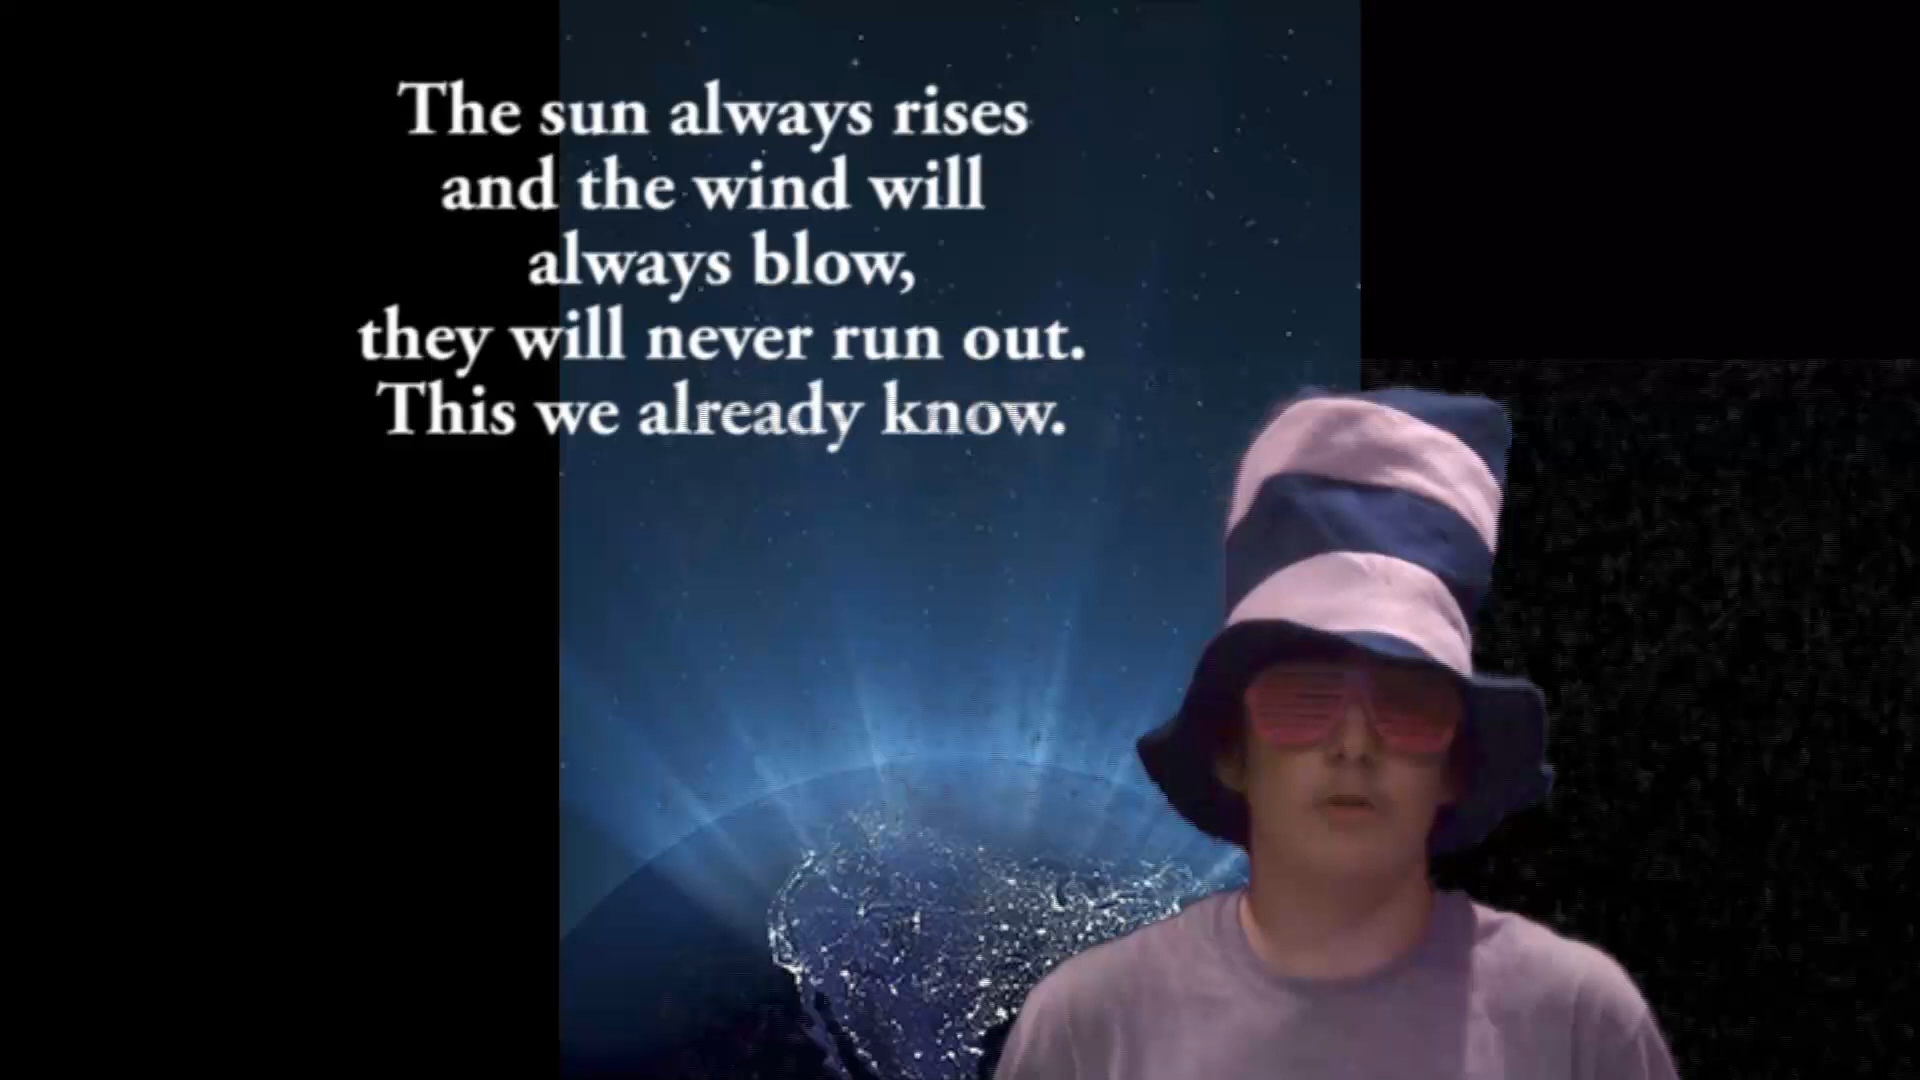 The sun always rises
and the wind will
always blow,
they will never run out.
This we already know.